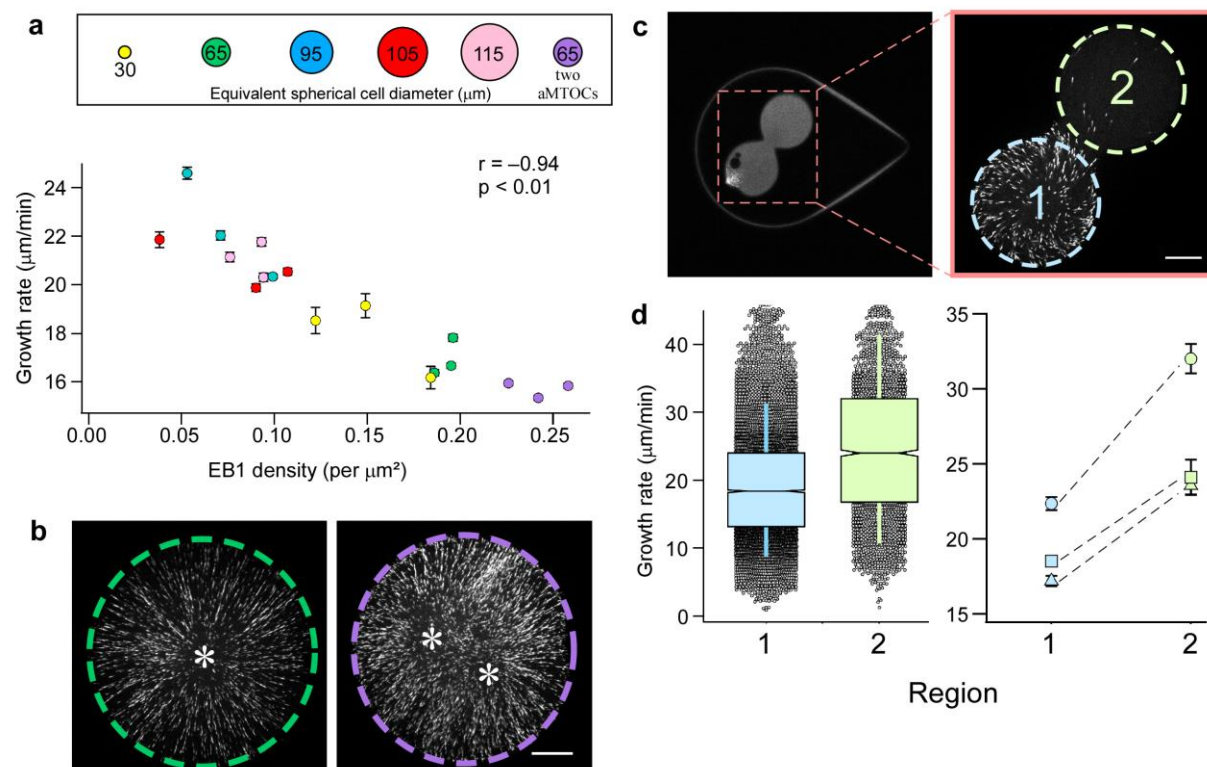 a
30
65
95
105
115
65
two
aMTOCs
Equivalent spherical cell diameter (μm)
r = –0.94
p < 0.01
Growth rate (μm/min)
24
22
20
18
16
0.00 0.05 0.10 0.15 0.20 0.25
EB1 density (per μm²)
b
*
* *
c
2
1
d
Growth rate (μm/min)
40
30
20
10
0
1 2
35
30
25
20
15
1 2
Region